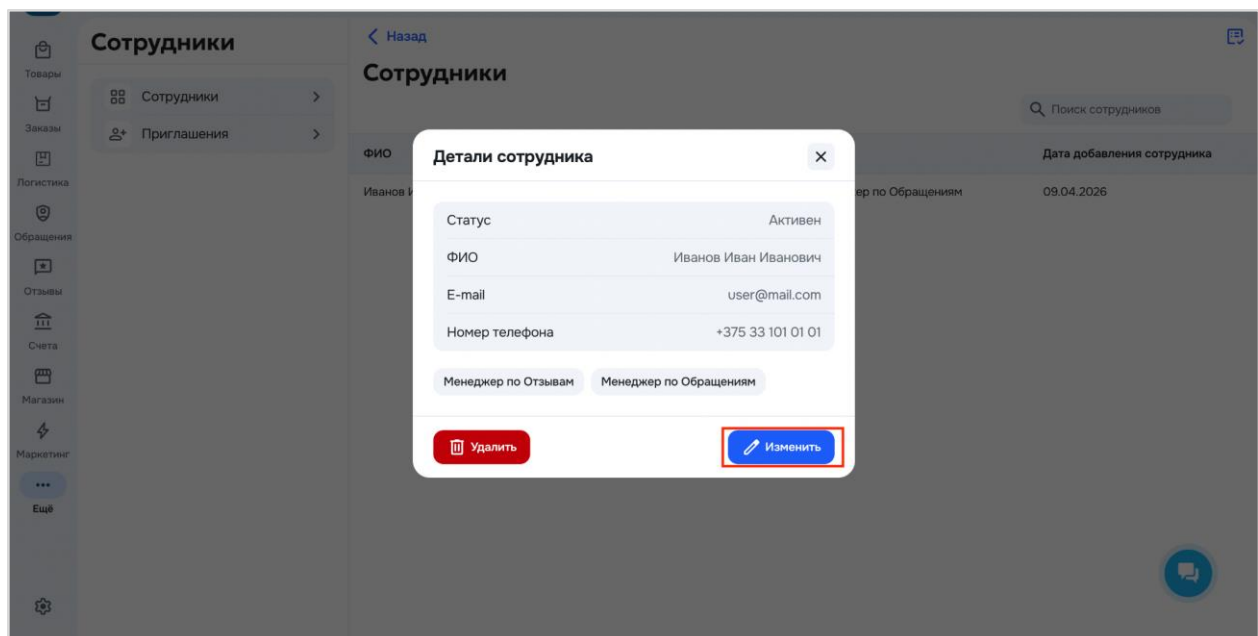 Сотрудники
Назад
Товары
Сотрудники
Сотрудники
Поиск сотрудников
Заказы
Приглашения
ФИО
Дата добавления сотрудника
Логистика
Иванов
по Обращениям
09.04.2026
Обращения
Отзывы
Счета
Магазин
Маркетинг
Ещё
Детали сотрудника
Статус
Активен
ФИО
Иванов Иван Иванович
E-mail
user@mail.com
Номер телефона
+375 33 101 01 01
Менеджер по Отзывам
Менеджер по Обращениям
Удалить
Изменить